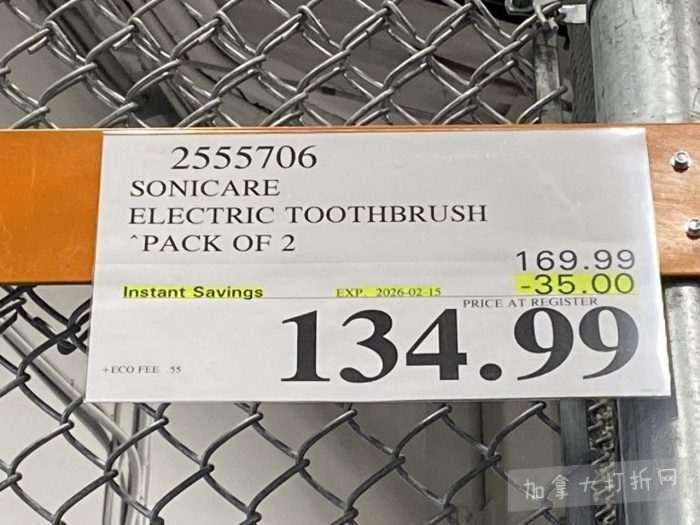 2555706
SONICARE
ELECTRIC TOOTHBRUSH
^PACK OF 2
169.99
Instant Savings EXP. 2026-02-15 -35.00
PRICE AT REGISTER
134.99
+ECO FEE .55
加拿大打折网